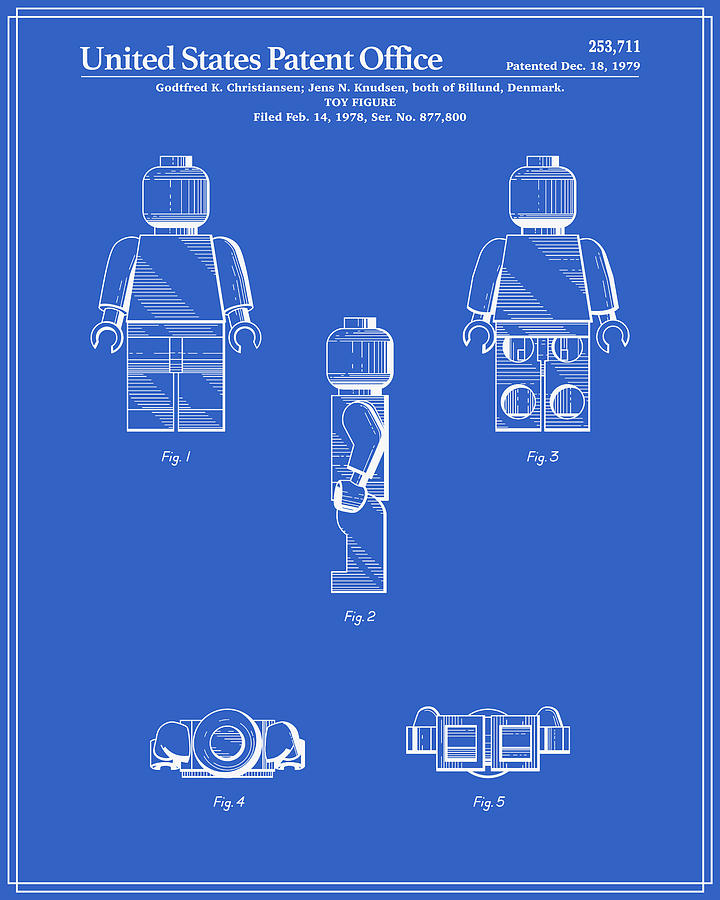 United States Patent Office
253,711
Patented Dec. 18, 1979
Godtfred K. Christiansen; Jens N. Knudsen, both of Billund, Denmark.
TOY FIGURE
Filed Feb. 14, 1978, Ser. No. 877,800
Fig. 1
Fig. 3
Fig. 2
Fig. 4
Fig. 5